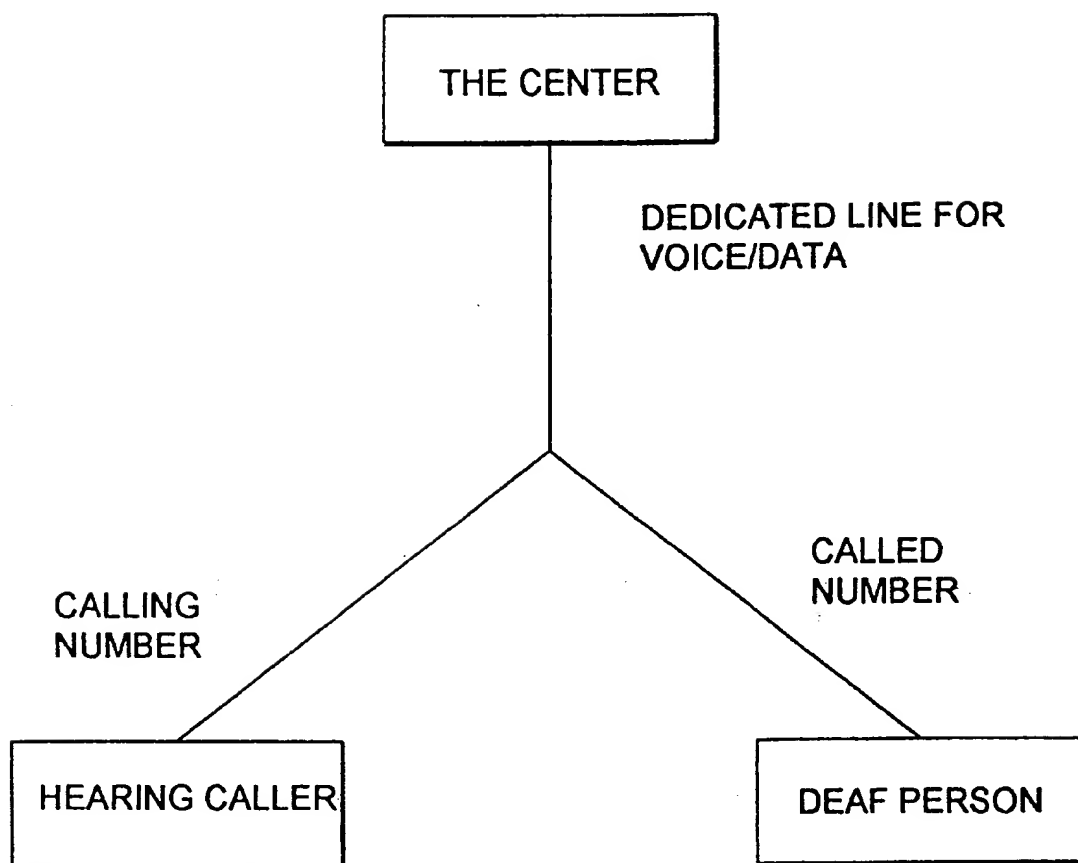 THE CENTER
DEDICATED LINE FOR
VOICE/DATA
CALLED
NUMBER
CALLING
NUMBER
HEARING CALLER
DEAF PERSON